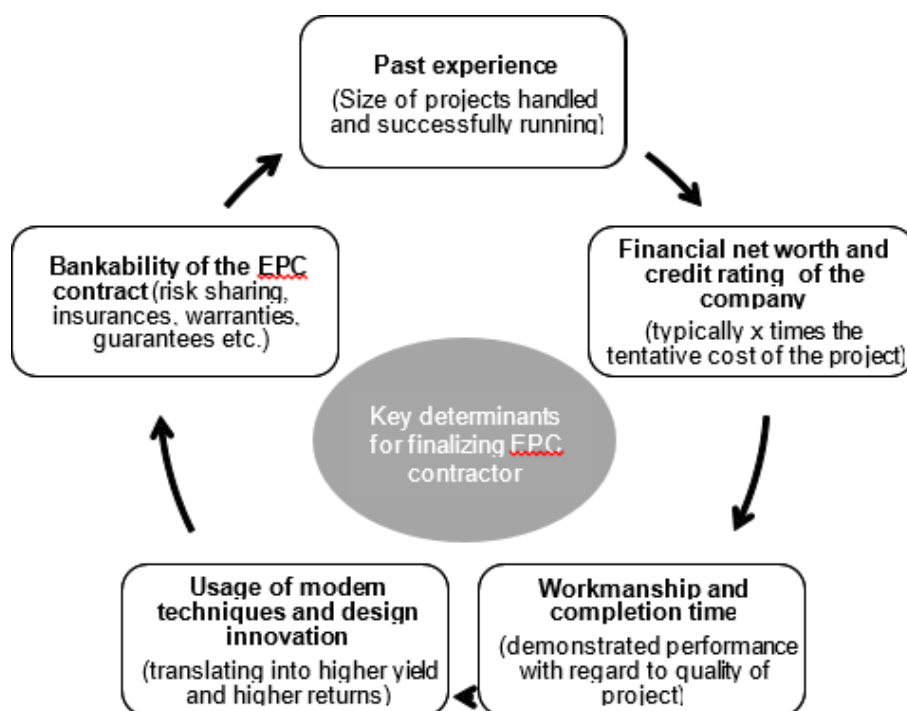 Past experience
(Size of projects handled
and successfully running)
Financial net worth and
credit rating of the
company
(typically x times the
tentative cost of the project)
Workmanship and
completion time
(demonstrated performance
with regard to quality of
project)
Usage of modern
techniques and design
innovation
(translating into higher yield
and higher returns)
Bankability of the EPC
contract (risk sharing,
insurances, warranties,
guarantees etc.)
Key determinants
for finalizing EPC
contractor